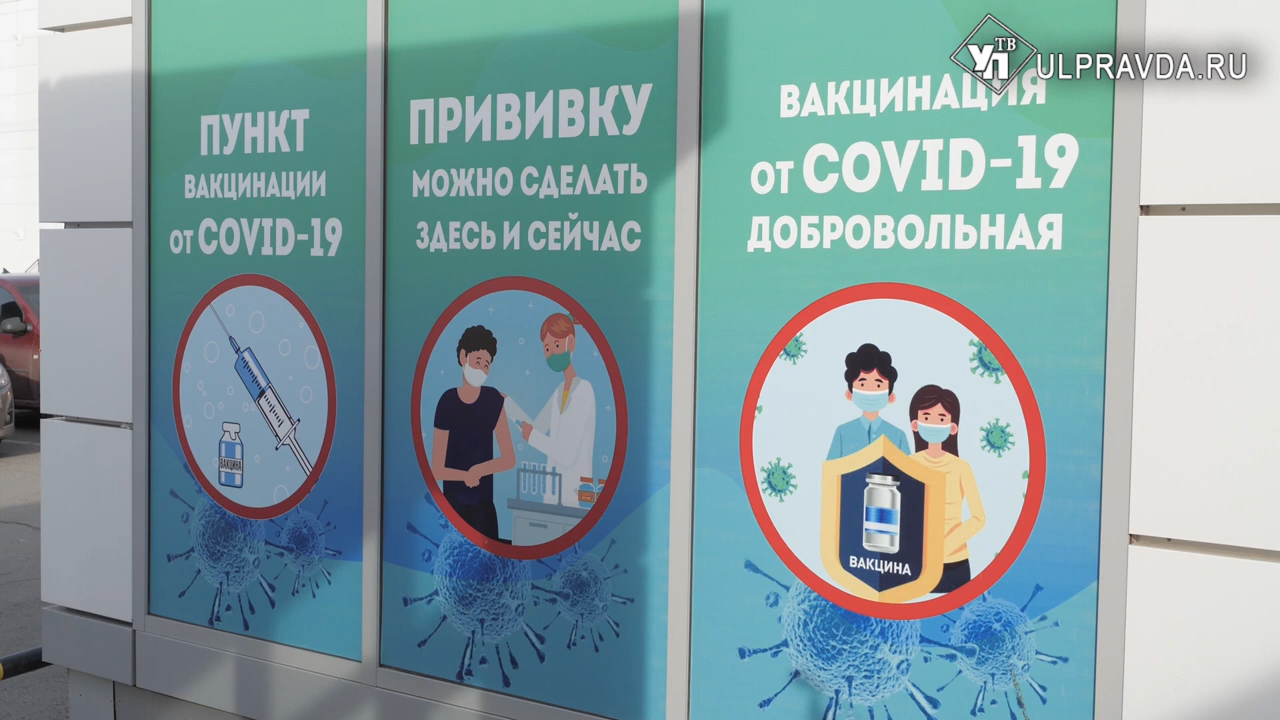 ПУНКТ
ВАКЦИНАЦИИ
ОТ COVID-19
ВАКЦИНА
ПРИВИВКУ
МОЖНО СДЕЛАТЬ
ЗДЕСЬ И СЕЙЧАС
ВАКЦИНАЦИЯ
ОТ COVID-19
ДОБРОВОЛЬНАЯ
ВАКЦИНА
УП ТВ
ULPRAVDA.RU